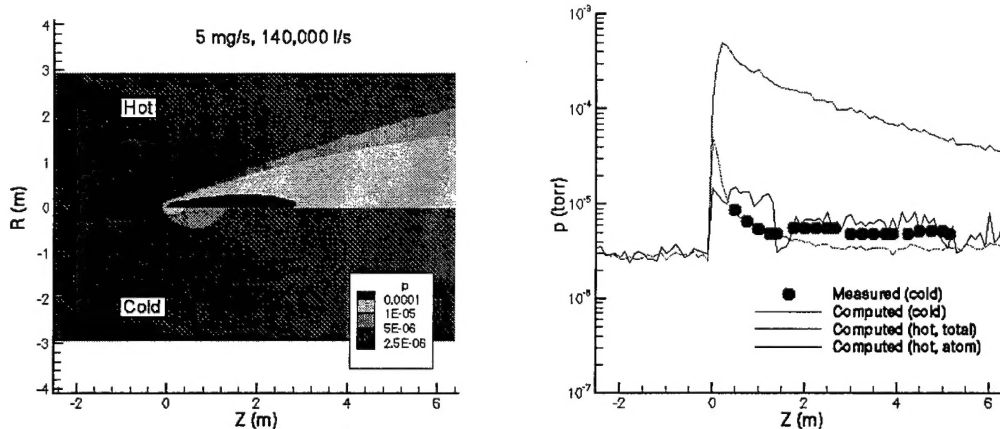 5 mg/s, 140,000 l/s
4
3
2
1
0
-1
-2
-3
-4
R (m)
Hot
Cold
p
0.0001
1E-05
5E-06
2.5E-06
-2 0 2 4 6
Z (m)
10⁻³
10⁻⁴
10⁻⁵
10⁻⁶
10⁻⁷
p (torr)
Measured (cold)
Computed (cold)
Computed (hot, total)
Computed (hot, atom)
-2 0 2 4 6
Z (m)